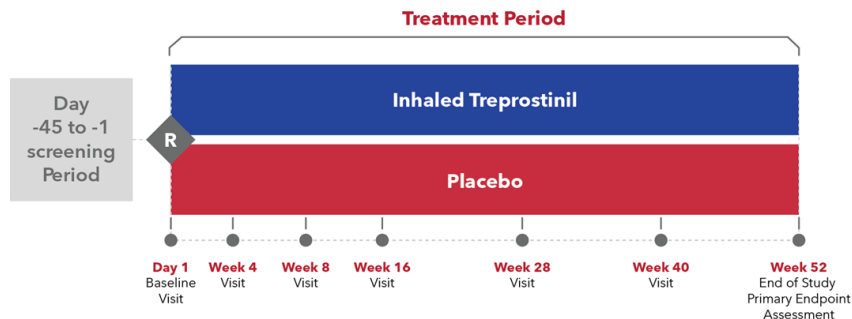 Treatment Period
Day
-45 to -1
screening
Period
R
Inhaled Treprostinil
Placebo
Day 1
Baseline
Visit
Week 4
Visit
Week 8
Visit
Week 16
Visit
Week 28
Visit
Week 40
Visit
Week 52
End of Study
Primary Endpoint
Assessment